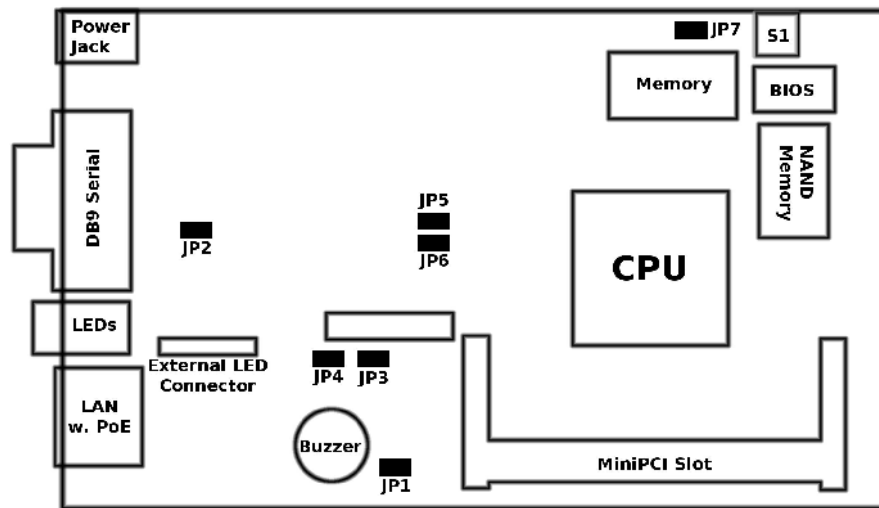 Power
Jack
JP7
S1
Memory
BIOS
DB9 Serial
NAND
Memory
JP5
JP2
JP6
CPU
LEDs
External LED
Connector
JP4
JP3
LAN
w. PoE
Buzzer
JP1
MiniPCI Slot